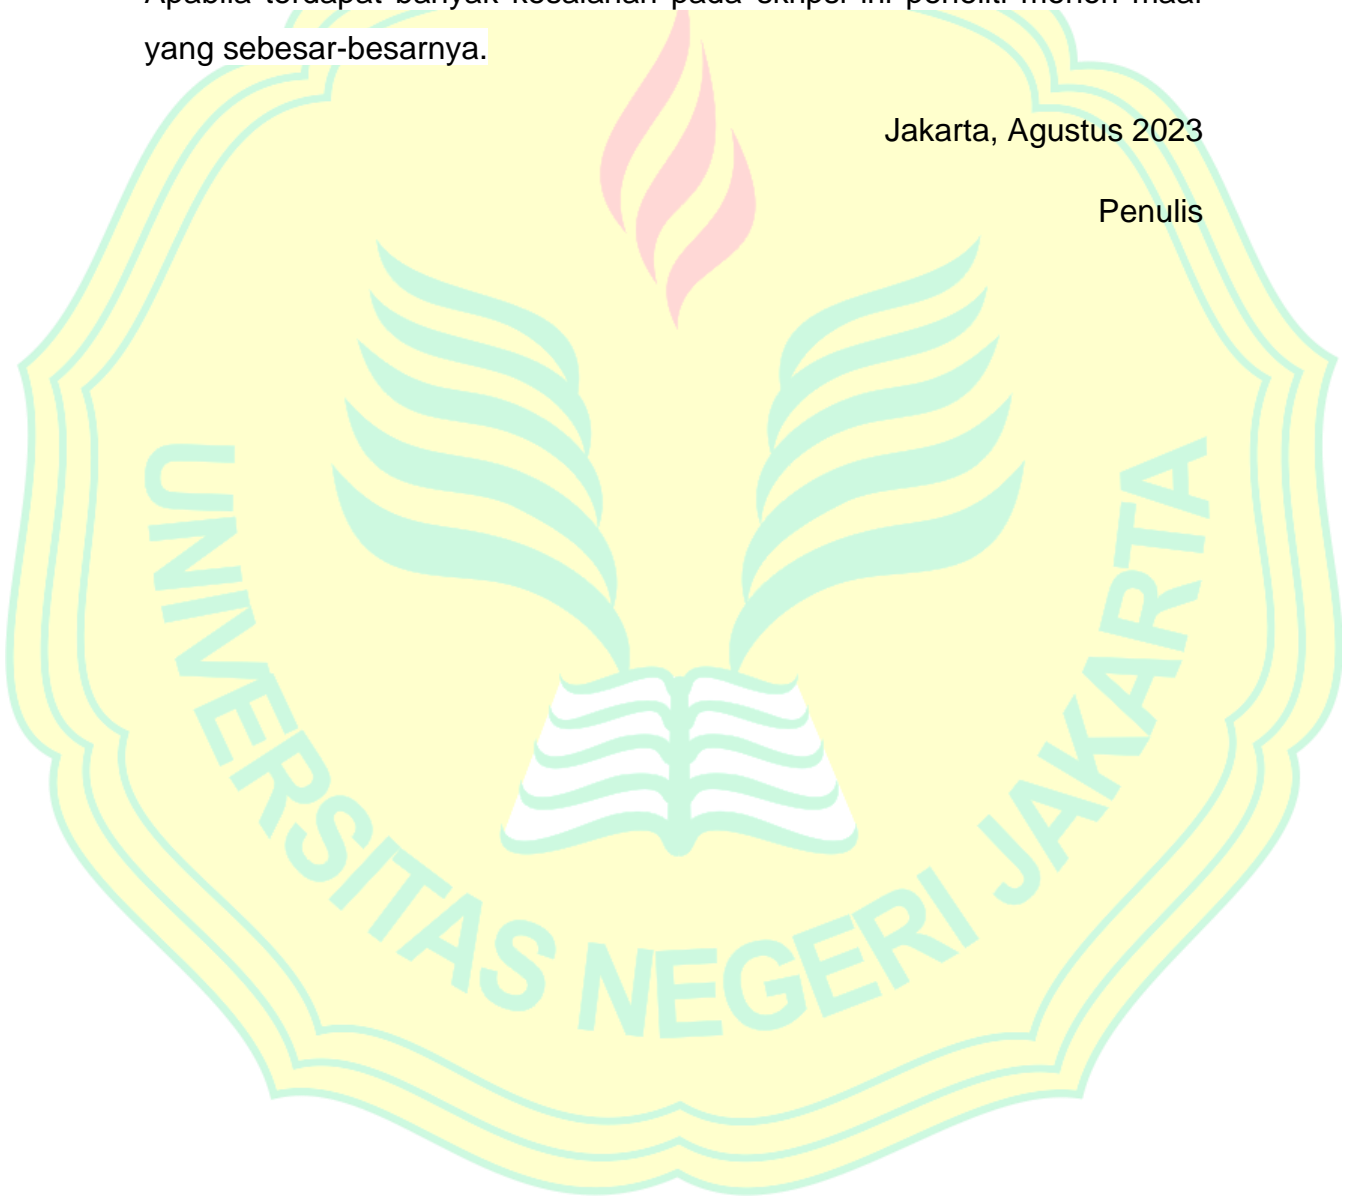 Apabila terdapat banyak kesalahan pada skripsi ini peneliti mohon maaf
yang sebesar-besarnya.
Jakarta, Agustus 2023
Penulis
UNIVERSITAS NEGERI JAKARTA